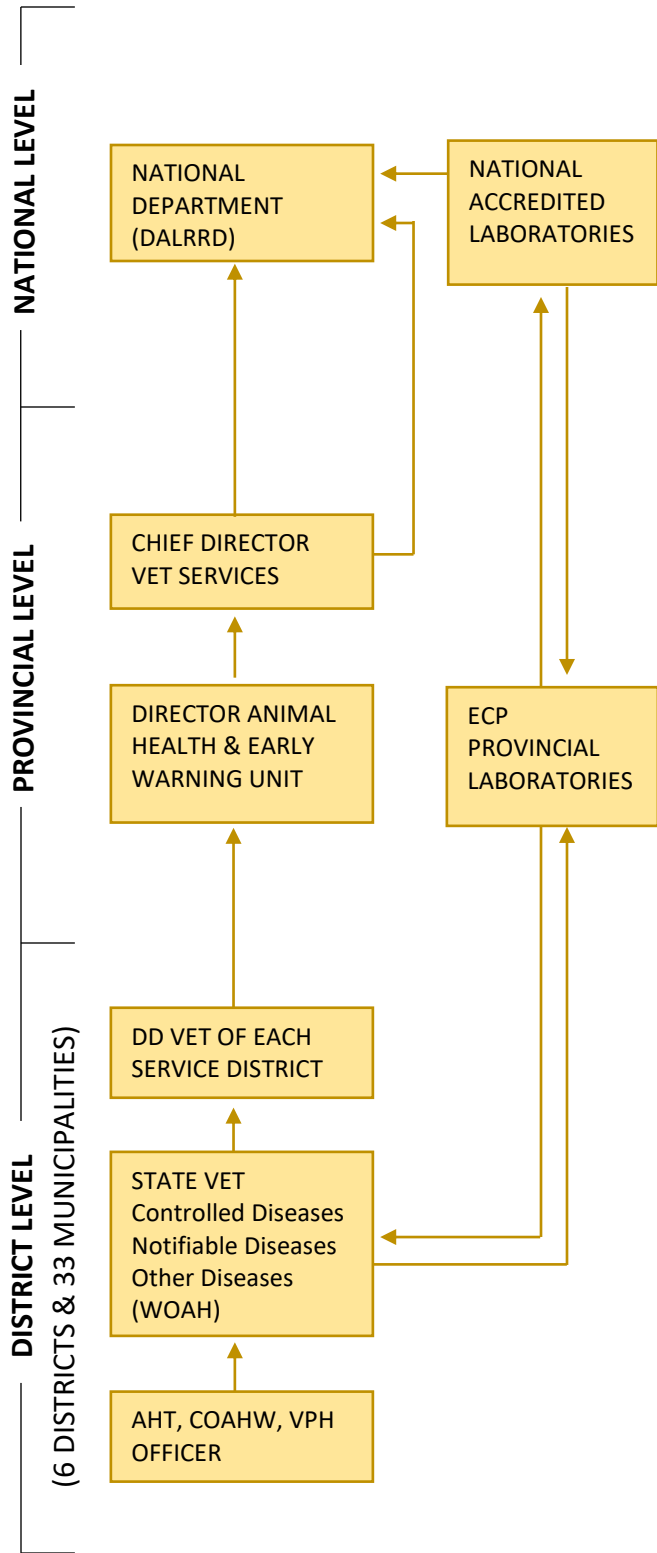 NATIONAL LEVEL
NATIONAL
DEPARTMENT
(DALRRD)
NATIONAL
ACCREDITED
LABORATORIES
PROVINCIAL LEVEL
CHIEF DIRECTOR
VET SERVICES
DIRECTOR ANIMAL
HEALTH & EARLY
WARNING UNIT
ECP
PROVINCIAL
LABORATORIES
DISTRICT LEVEL
(6 DISTRICTS & 33 MUNICIPALITIES)
DD VET OF EACH
SERVICE DISTRICT
STATE VET
Controlled Diseases
Notifiable Diseases
Other Diseases
(WOAH)
AHT, COAHW, VPH
OFFICER